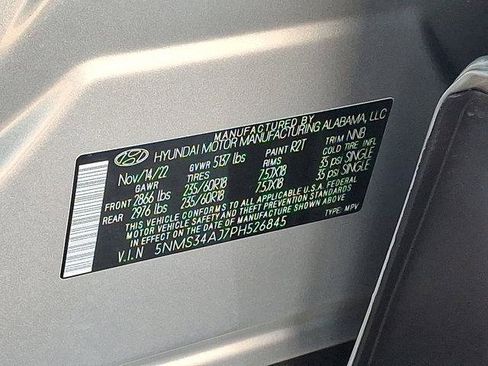 MANUFACTURED BY
HYUNDAI MOTOR MANUFACTURING ALABAMA, LLC
Nov/14/22 GVWR 5137 lbs PAINT R2T TRIM NNB
GAWR RIMS COLD TIRE INFL
FRONT 2866 lbs 235/60R18 7.5JX18 35 psi SINGLE
REAR 2976 lbs 235/60R18 7.5JX18 35 psi SINGLE
THIS VEHICLE CONFORMS TO ALL APPLICABLE U.S. FEDERAL
MOTOR VEHICLE SAFETY AND THEFT PREVENTION STANDARDS
IN EFFECT ON THE DATE OF MANUFACTURE SHOWN ABOVE.
V.I.N 5NMS34AJ7PH526845 TYPE: MPV